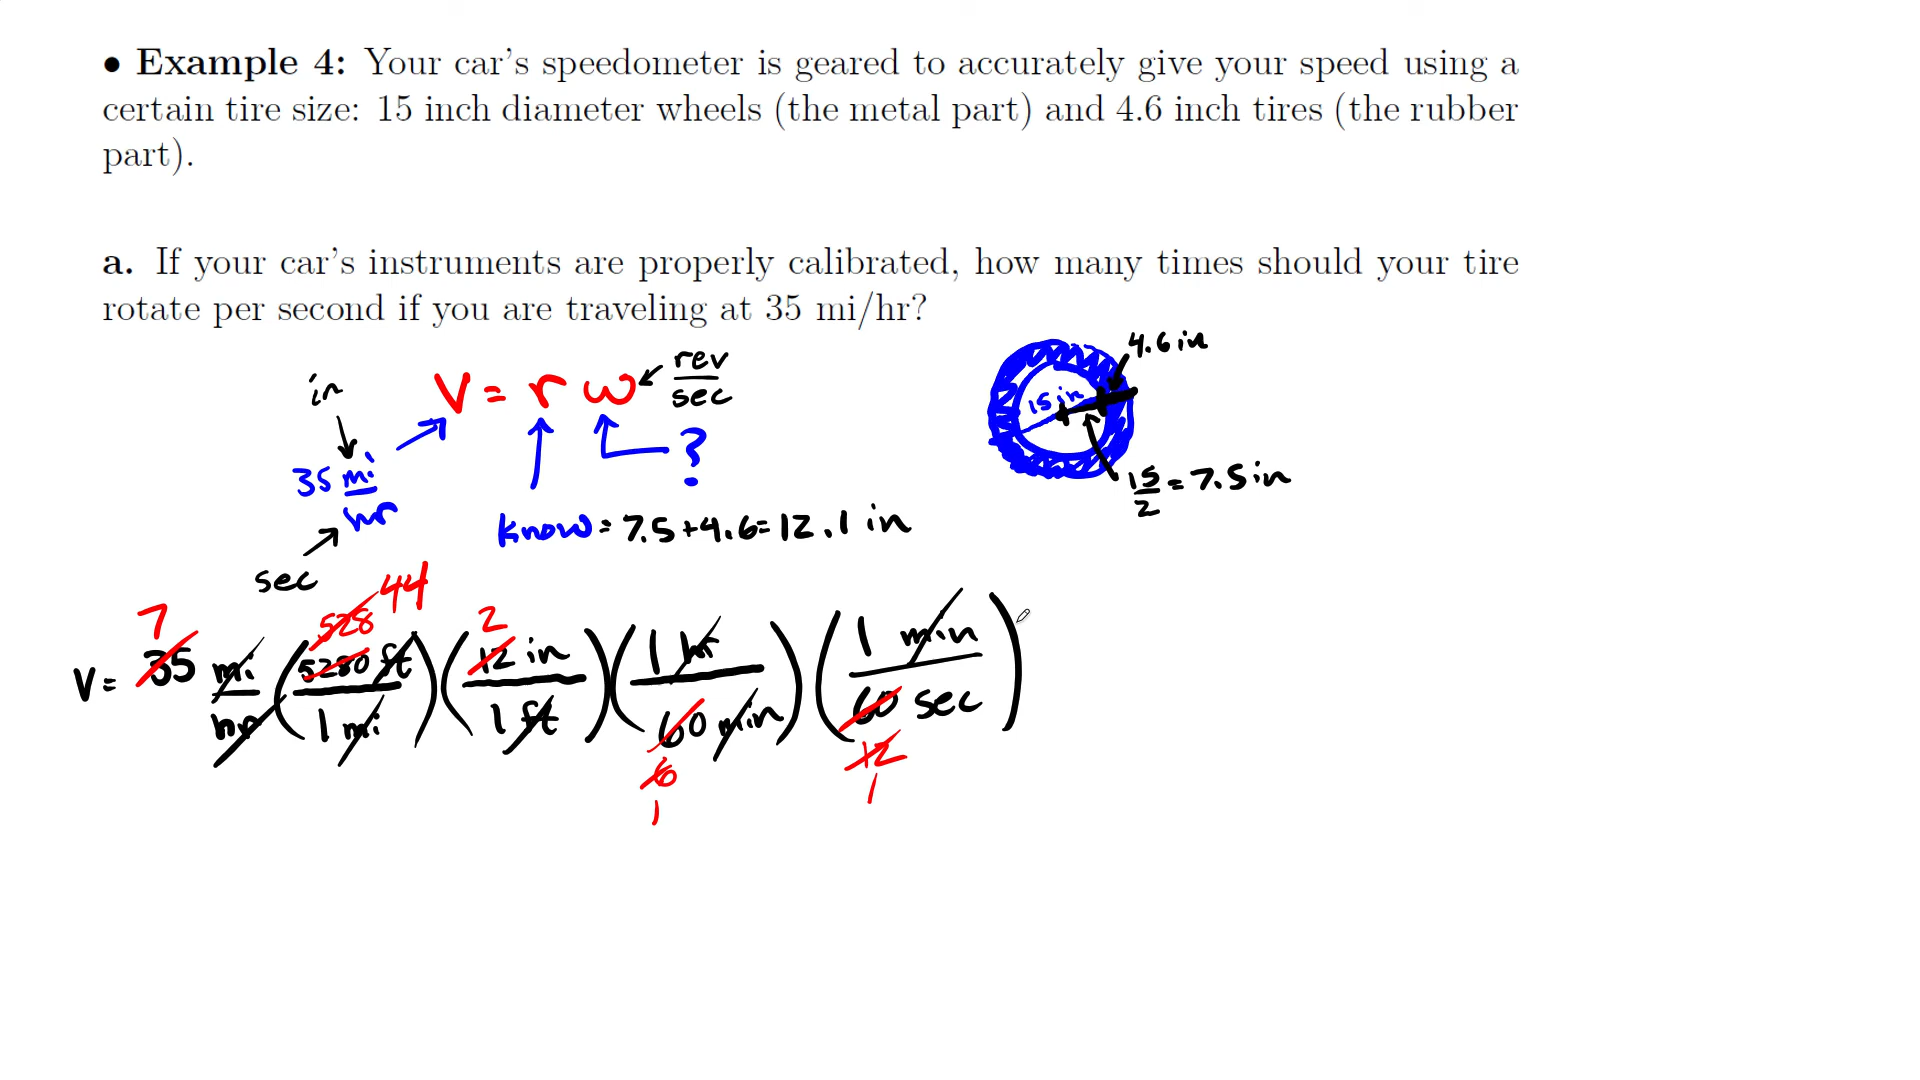 • Example 4: Your car's speedometer is geared to accurately give your speed using a
certain tire size: 15 inch diameter wheels (the metal part) and 4.6 inch tires (the rubber
part).
a. If your car's instruments are properly calibrated, how many times should your tire
rotate per second if you are traveling at 35 mi/hr?
4.6 in
rev
sec
in
V = r ω
15 in
?
35 mi
hr
15/2 = 7.5 in
know = 7.5 + 4.6 = 12.1 in
sec
7 528 44 2
V = 35 mi/hr (5280 ft/1 mi) (12 in/1 ft) (1 hr/60 min) (1 min/60 sec)
6 12
1 1